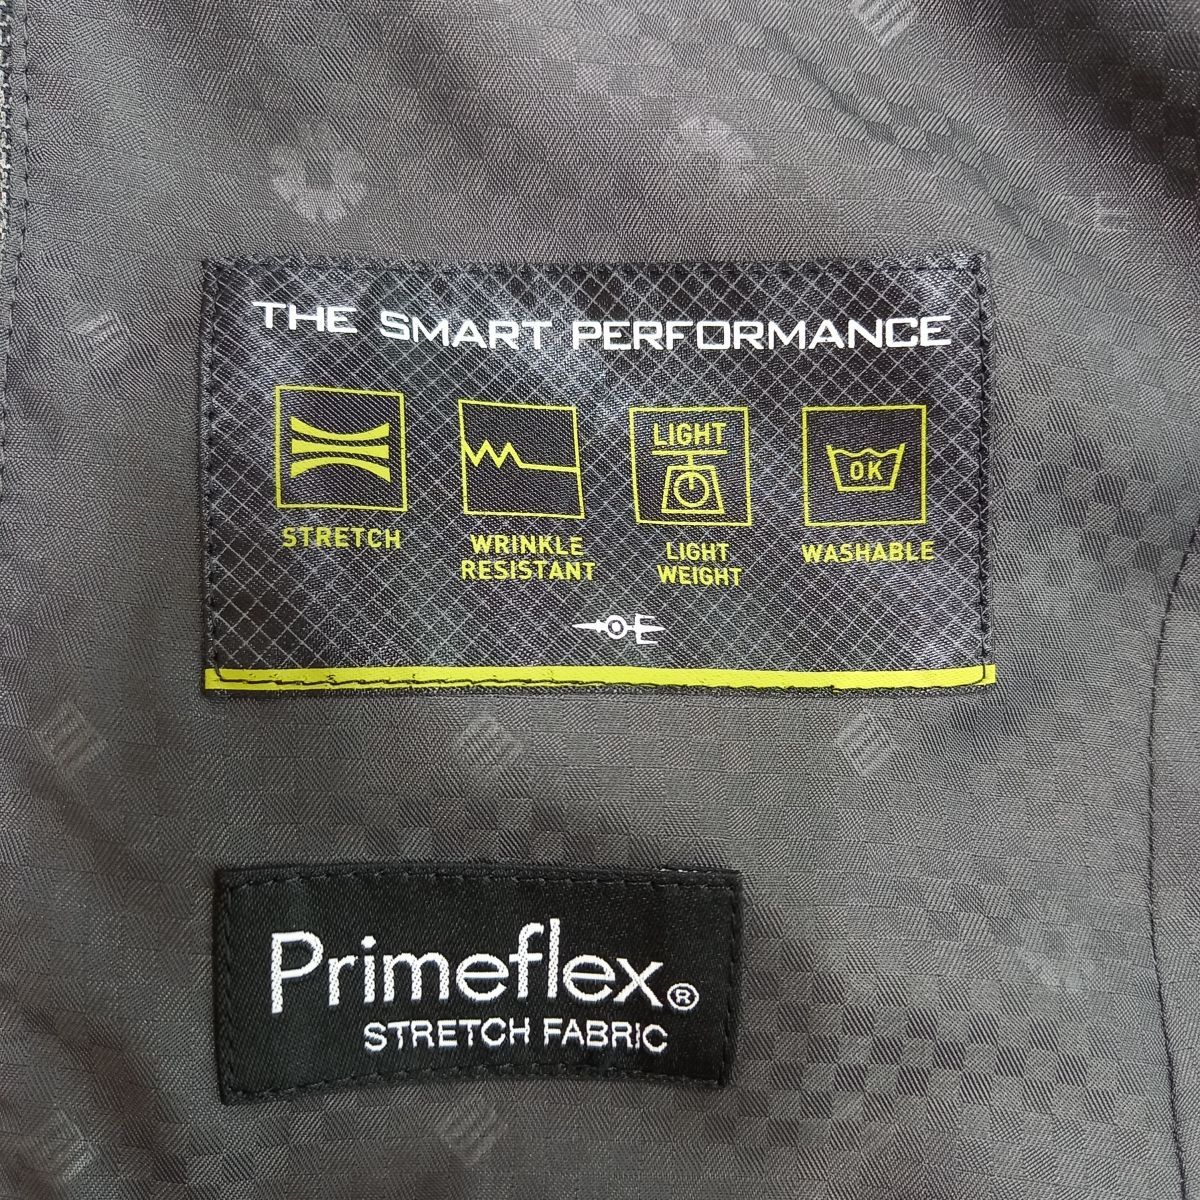 THE SMART PERFORMANCE
LIGHT
OK
STRETCH
WRINKLE
RESISTANT
LIGHT
WEIGHT
WASHABLE
Primeflex®
STRETCH FABRIC